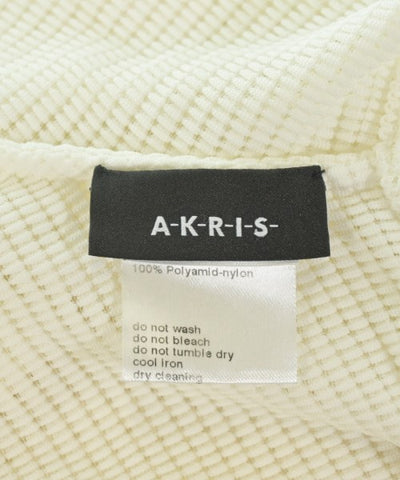 A-K-R-I-S-
100% Polyamid-nylon
do not wash
do not bleach
do not tumble dry
cool iron
dry cleaning